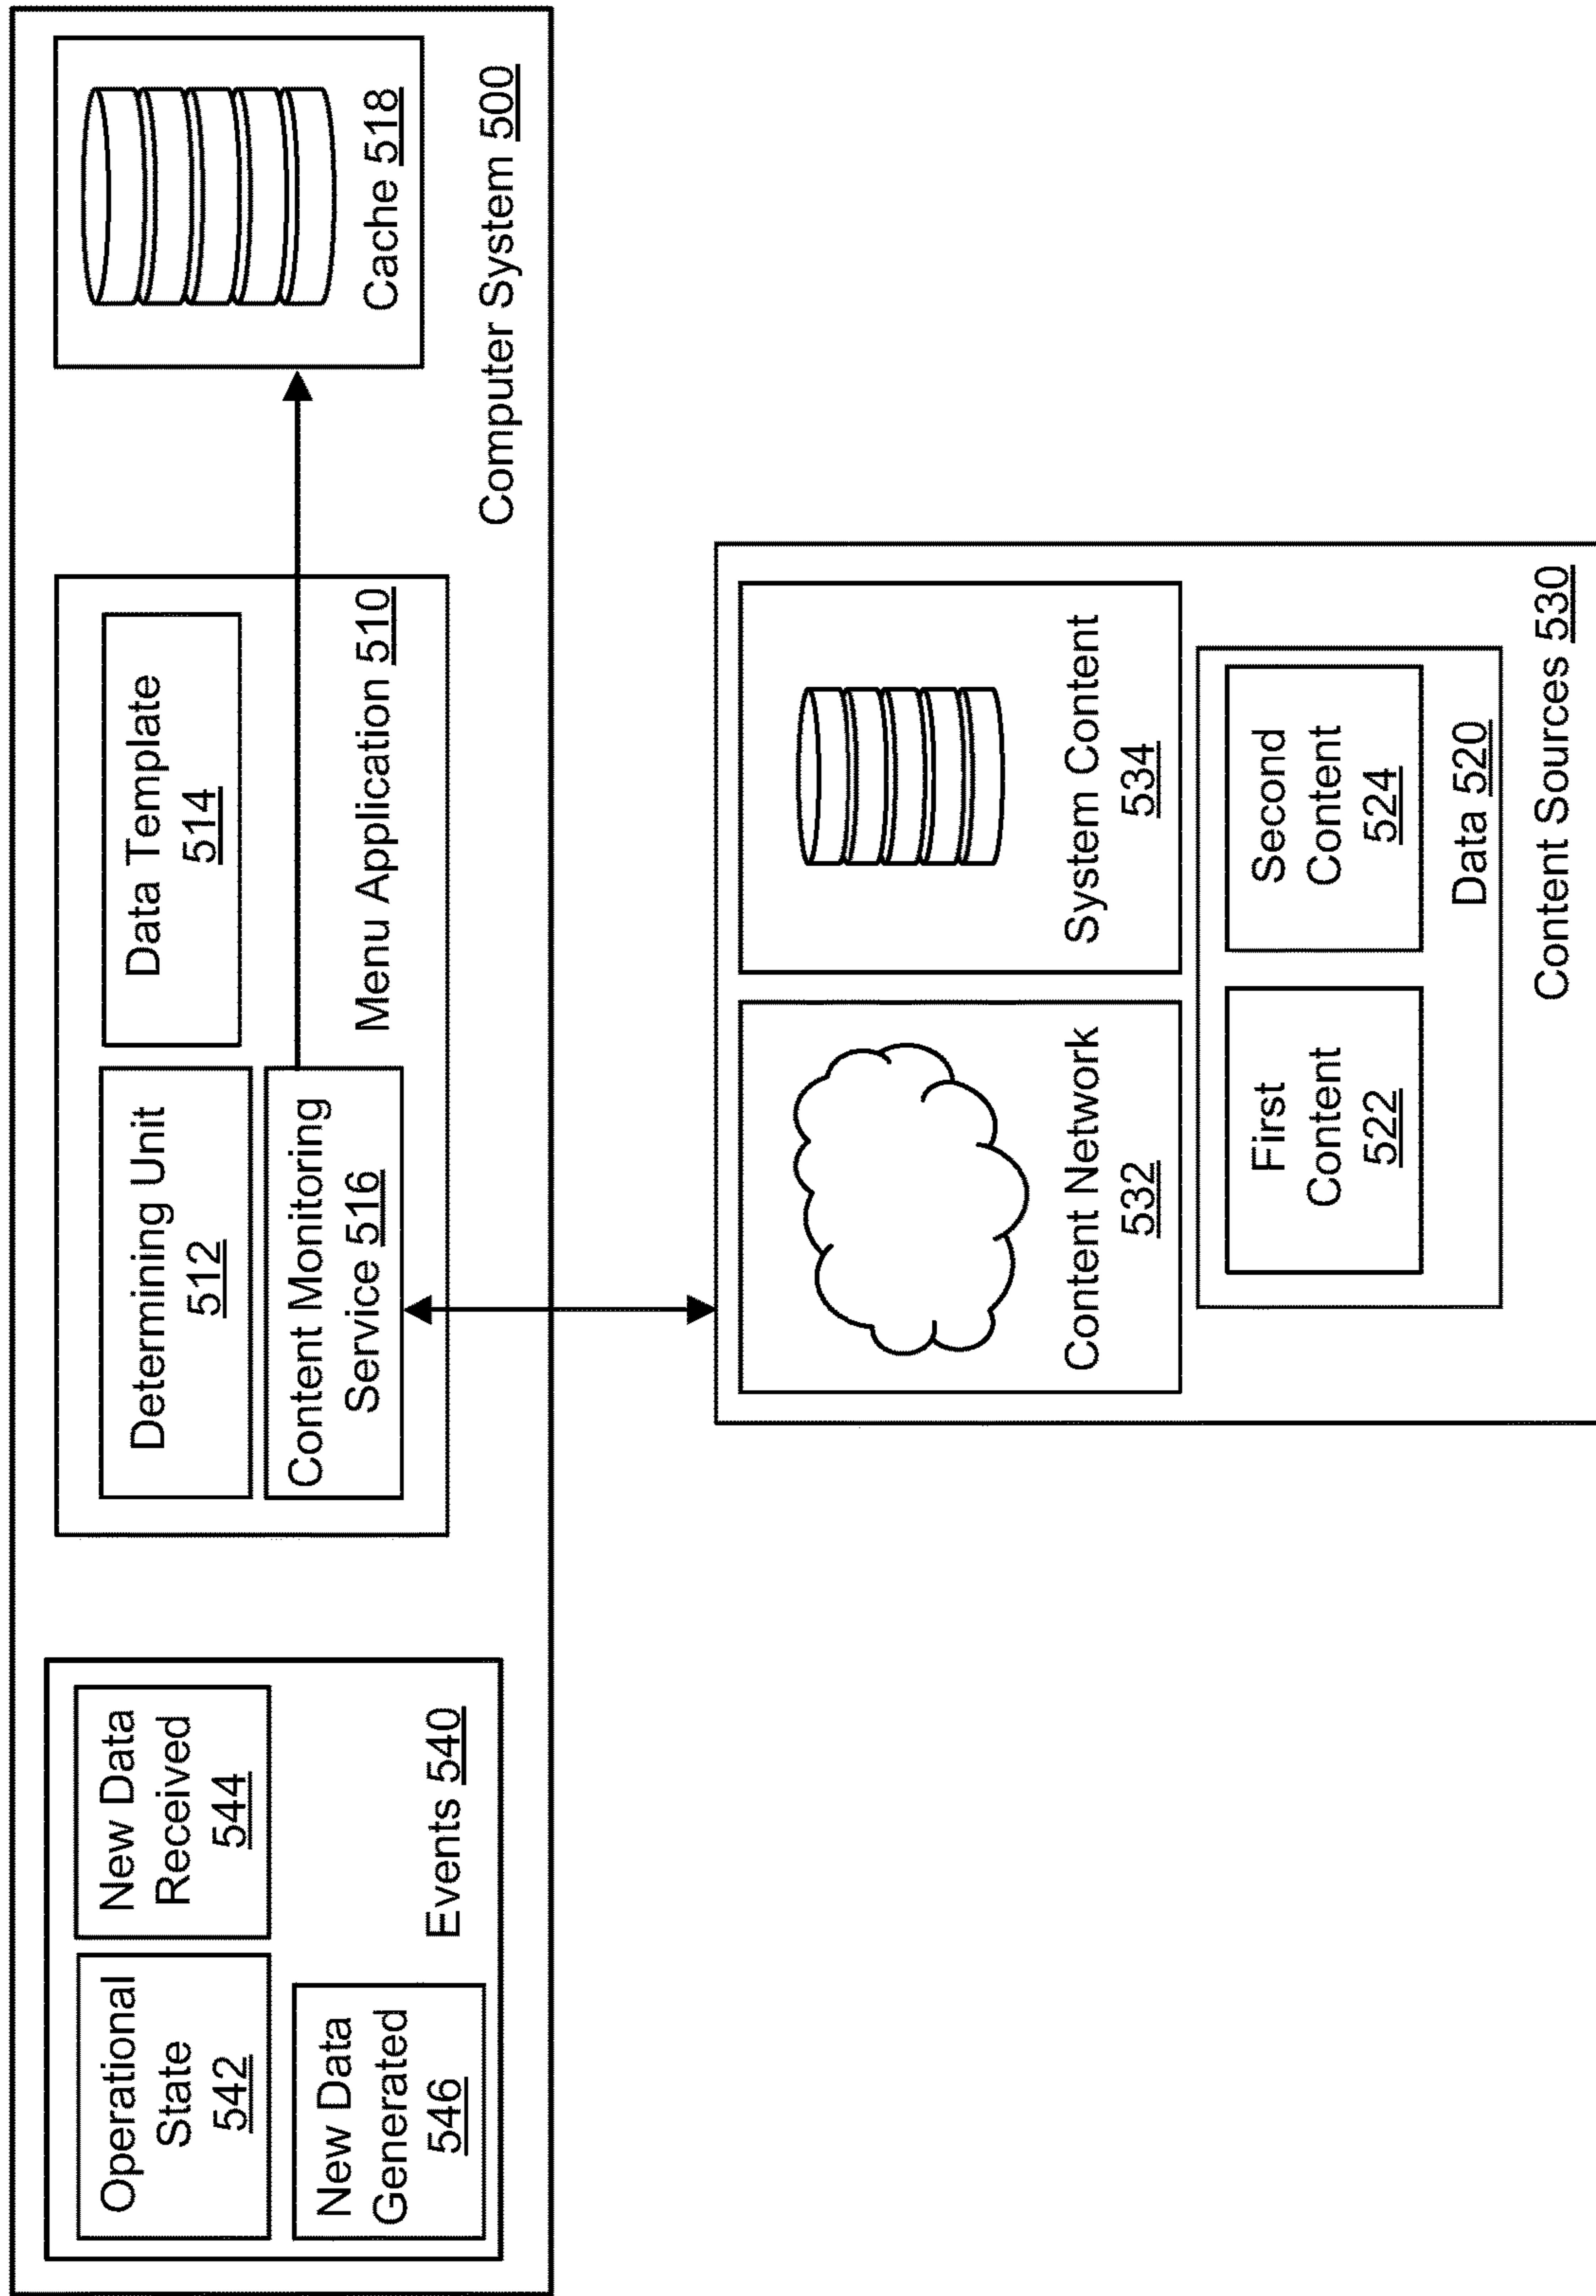 Operational
State
542
New Data
Received
544
New Data
Generated
546
Events 540
Determining Unit
512
Data Template
514
Content Monitoring
Service 516
Menu Application 510
Cache 518
Computer System 500
Content Network
532
System Content
534
First
Content
522
Second
Content
524
Data 520
Content Sources 530